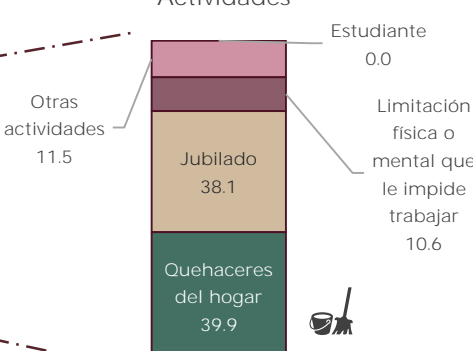 Actividades
Estudiante
0.0
Otras
actividades
11.5
Limitación
física o
mental que
le impide
trabajar
10.6
Jubilado
38.1
Quehaceres
del hogar
39.9